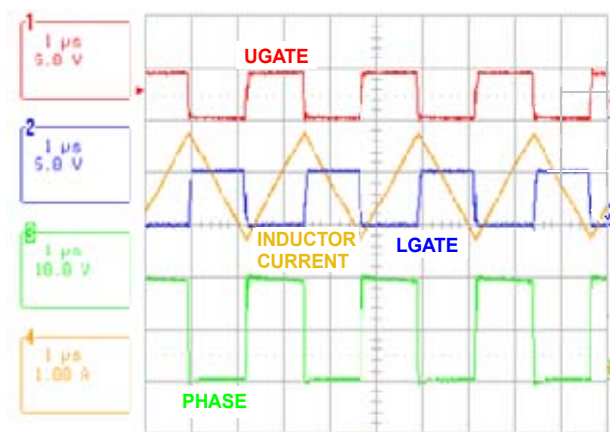 1
1 µs
5.0 V
2
1 µs
5.0 V
3
1 µs
10.0 V
4
1 µs
1.00 A
UGATE
INDUCTOR
CURRENT
LGATE
PHASE